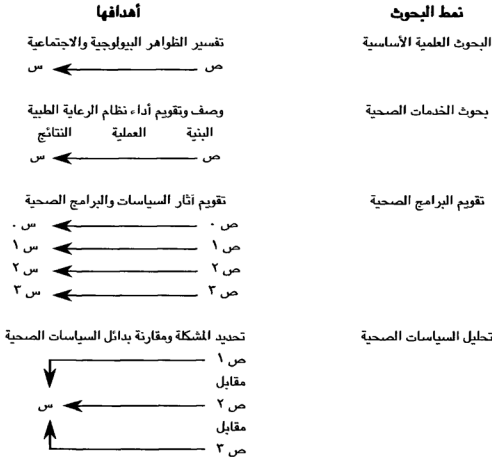 نمط البحوث أهدافها
البحوث العلمية الأساسية تفسير الظواهر البيولوجية والاجتماعية
ص س
بحوث الخدمات الصحية وصف وتقويم أداء نظام الرعاية الطبية
البنية العملية النتائج
ص س
تقويم البرامج الصحية تقويم آثار السياسات والبرامج الصحية
ص ٠ س ٠
ص ١ س ١
ص ٢ س ٢
ص ٣ س ٣
تحليل السياسات الصحية تحديد المشكلة ومقارنة بدائل السياسات الصحية
ص ١
مقابل
ص ٢ س
مقابل
ص ٣